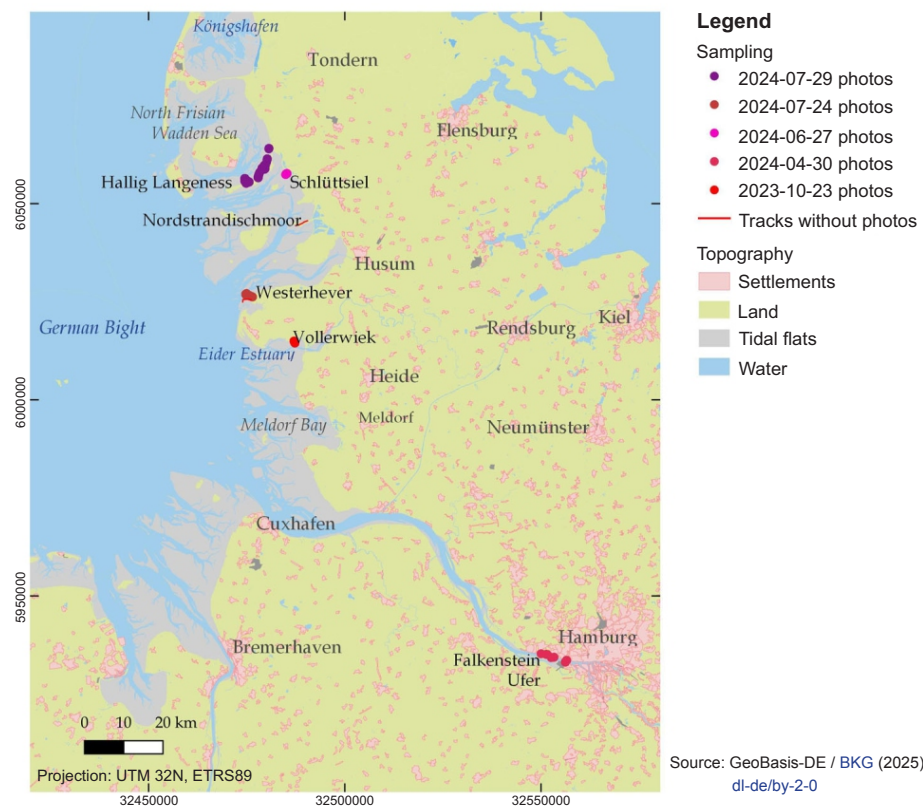 Königshafen
Tondern
North Frisian
Wadden Sea
Flensburg
Hallig Langeness
Schlüttsiel
Nordstrandischmoor
Husum
Westerhever
German Bight
Kiel
Rendsburg
Vollerwiek
Eider Estuary
Heide
Meldorf
Meldorf Bay
Neumünster
Cuxhafen
Hamburg
Bremerhaven
Falkenstein
Ufer
6050000
6000000
5950000
0 10 20 km
Projection: UTM 32N, ETRS89
32450000 32500000 32550000
Legend
Sampling
2024-07-29 photos
2024-07-24 photos
2024-06-27 photos
2024-04-30 photos
2023-10-23 photos
Tracks without photos
Topography
Settlements
Land
Tidal flats
Water
Source: GeoBasis-DE / BKG (2025)
dl-de/by-2-0